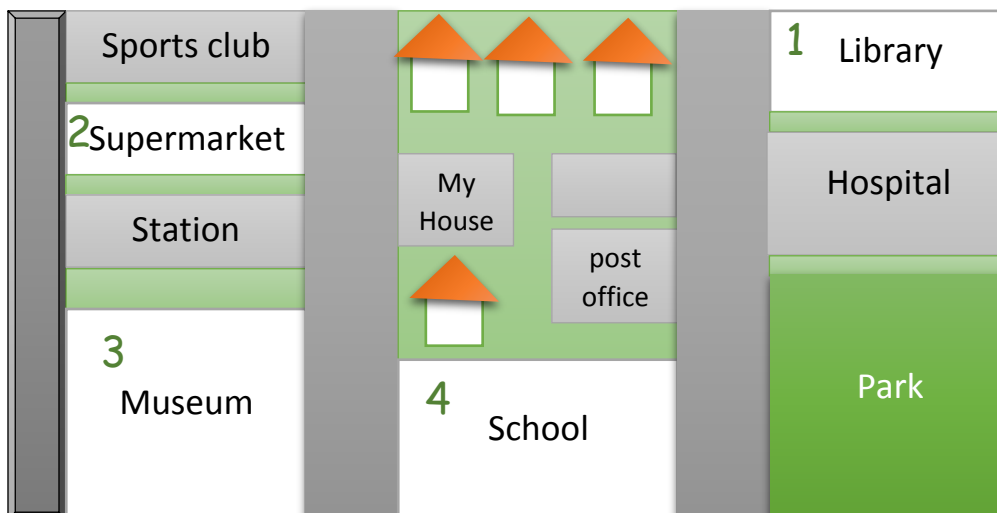 Sports club
1 Library
2 Supermarket
My
House
Hospital
Station
post
office
3
Museum
4
School
Park